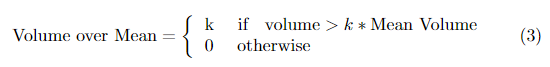 Volume over Mean = { k if volume > k * Mean Volume
0 otherwise (3)